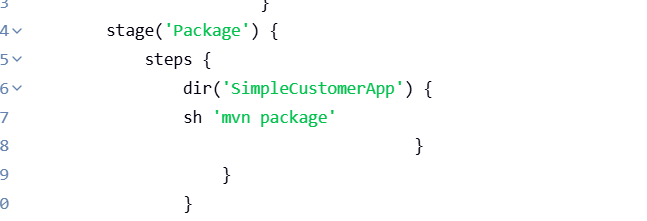 3                         }
4         stage('Package') {
5             steps {
6                 dir('SimpleCustomerApp') {
7                 sh 'mvn package'
8                                         }
9                     }
0                 }